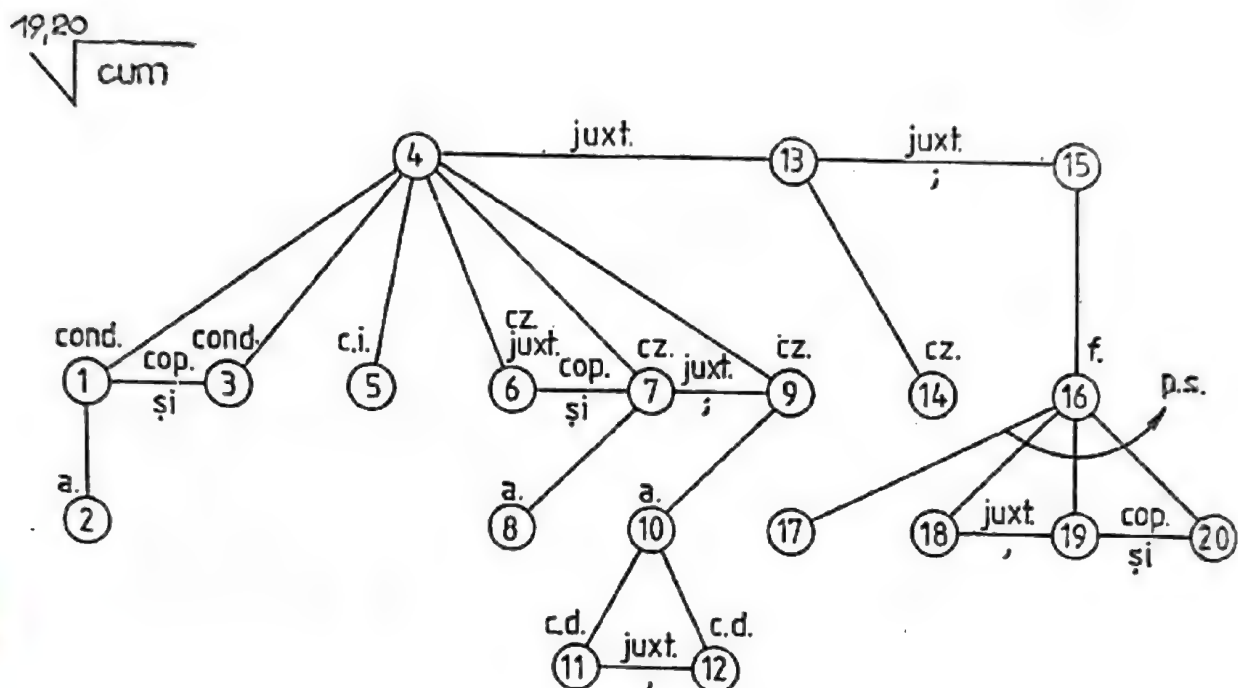 19,20
cum
juxt. juxt.
4 13 ; 15
cond. cop. cond. c.i. cz. juxt. cop. cz. juxt. cz. cz. f. p.s.
1 și 3 5 6 și 7 ; 9 14 16
a. a. a. juxt. cop.
2 8 10 17 18 , 19 și 20
c.d. juxt. c.d.
11 , 12